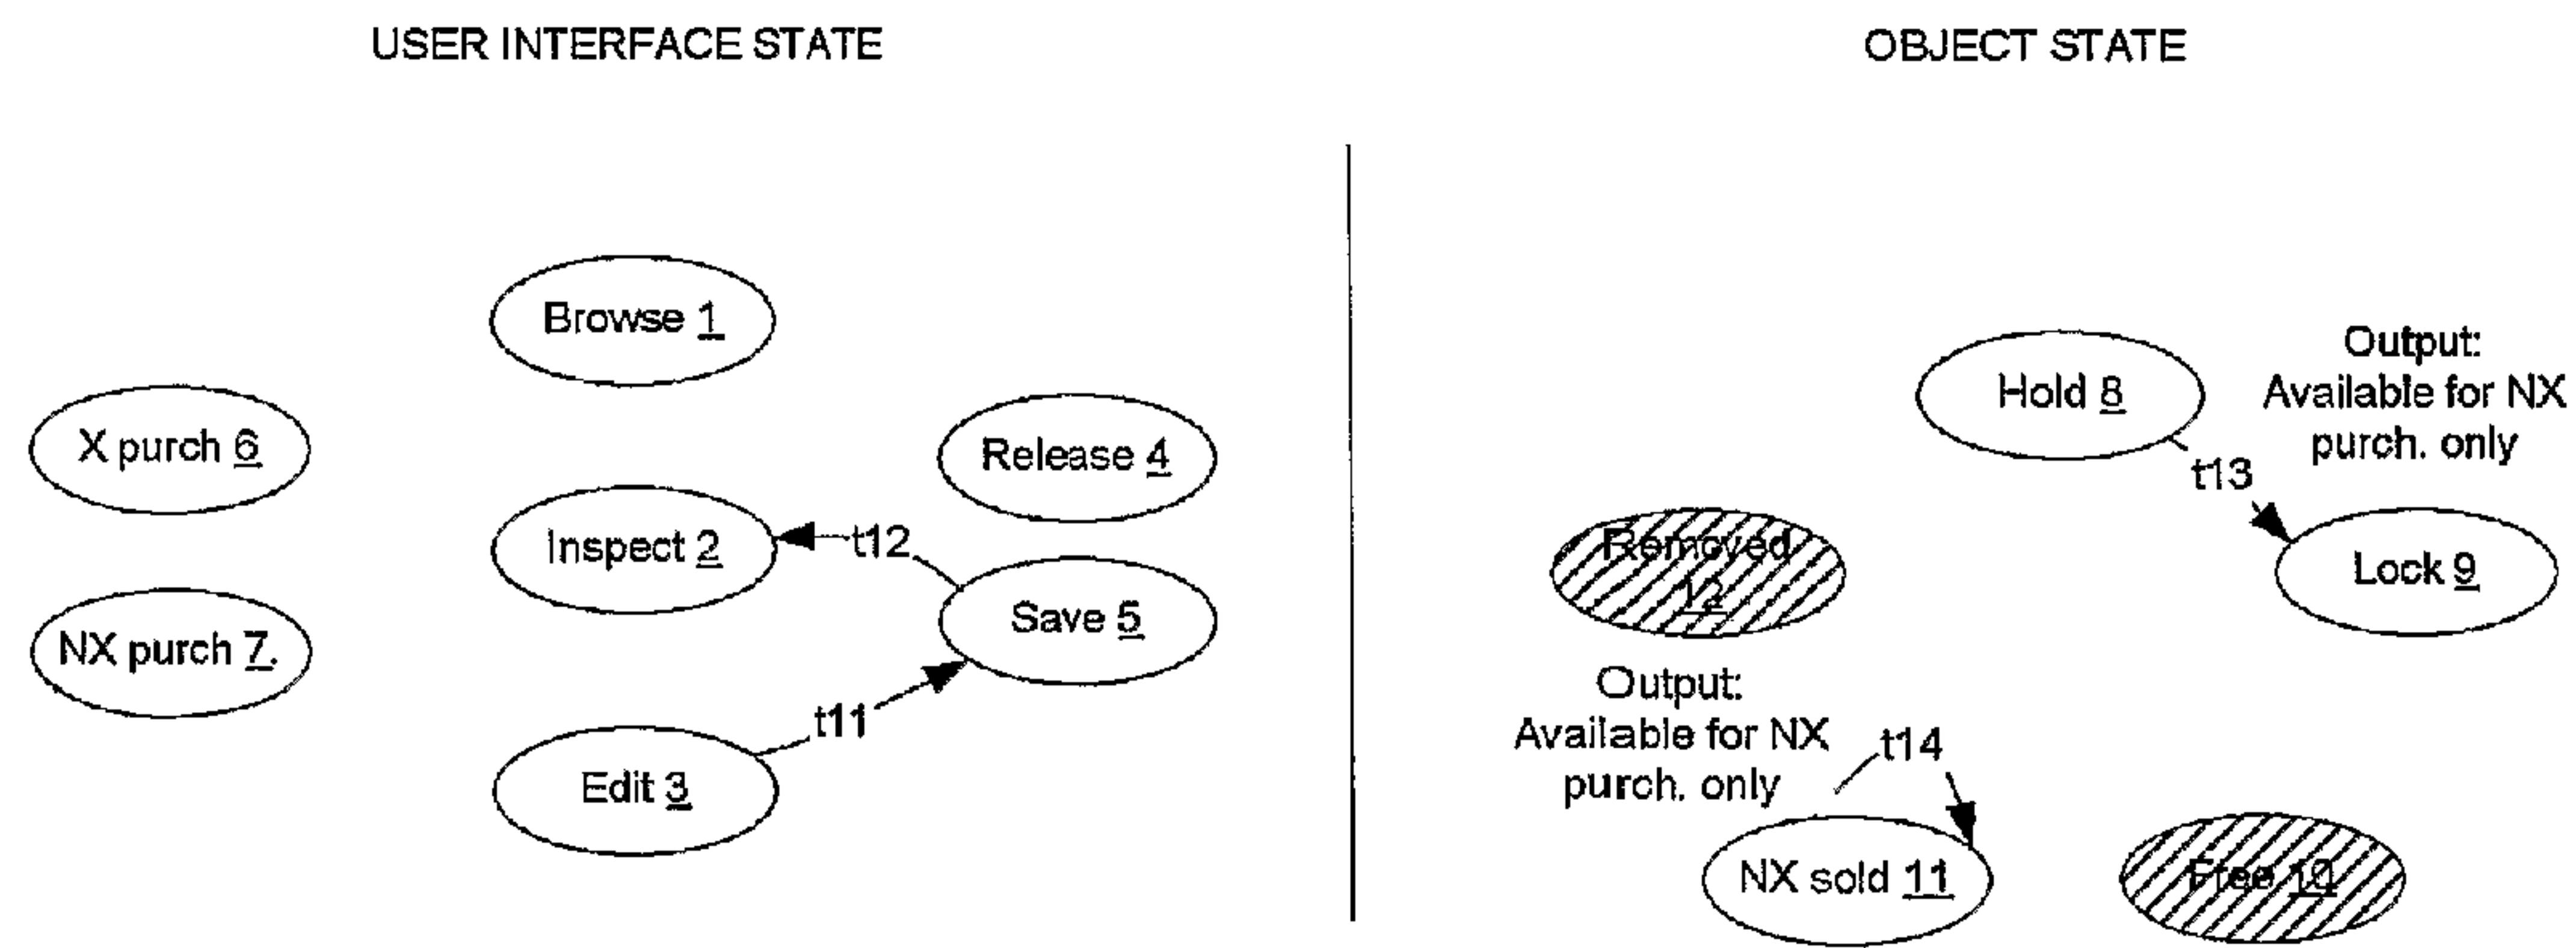 USER INTERFACE STATE
Browse 1
X purch 6
Release 4
Inspect 2
t12
Save 5
NX purch 7.
t11
Edit 3
OBJECT STATE
Hold 8
Output:
Available for NX
purch. only
t13
Lock 9
Removed
12
Output:
Available for NX
purch. only
t14
NX sold 11
Free 10